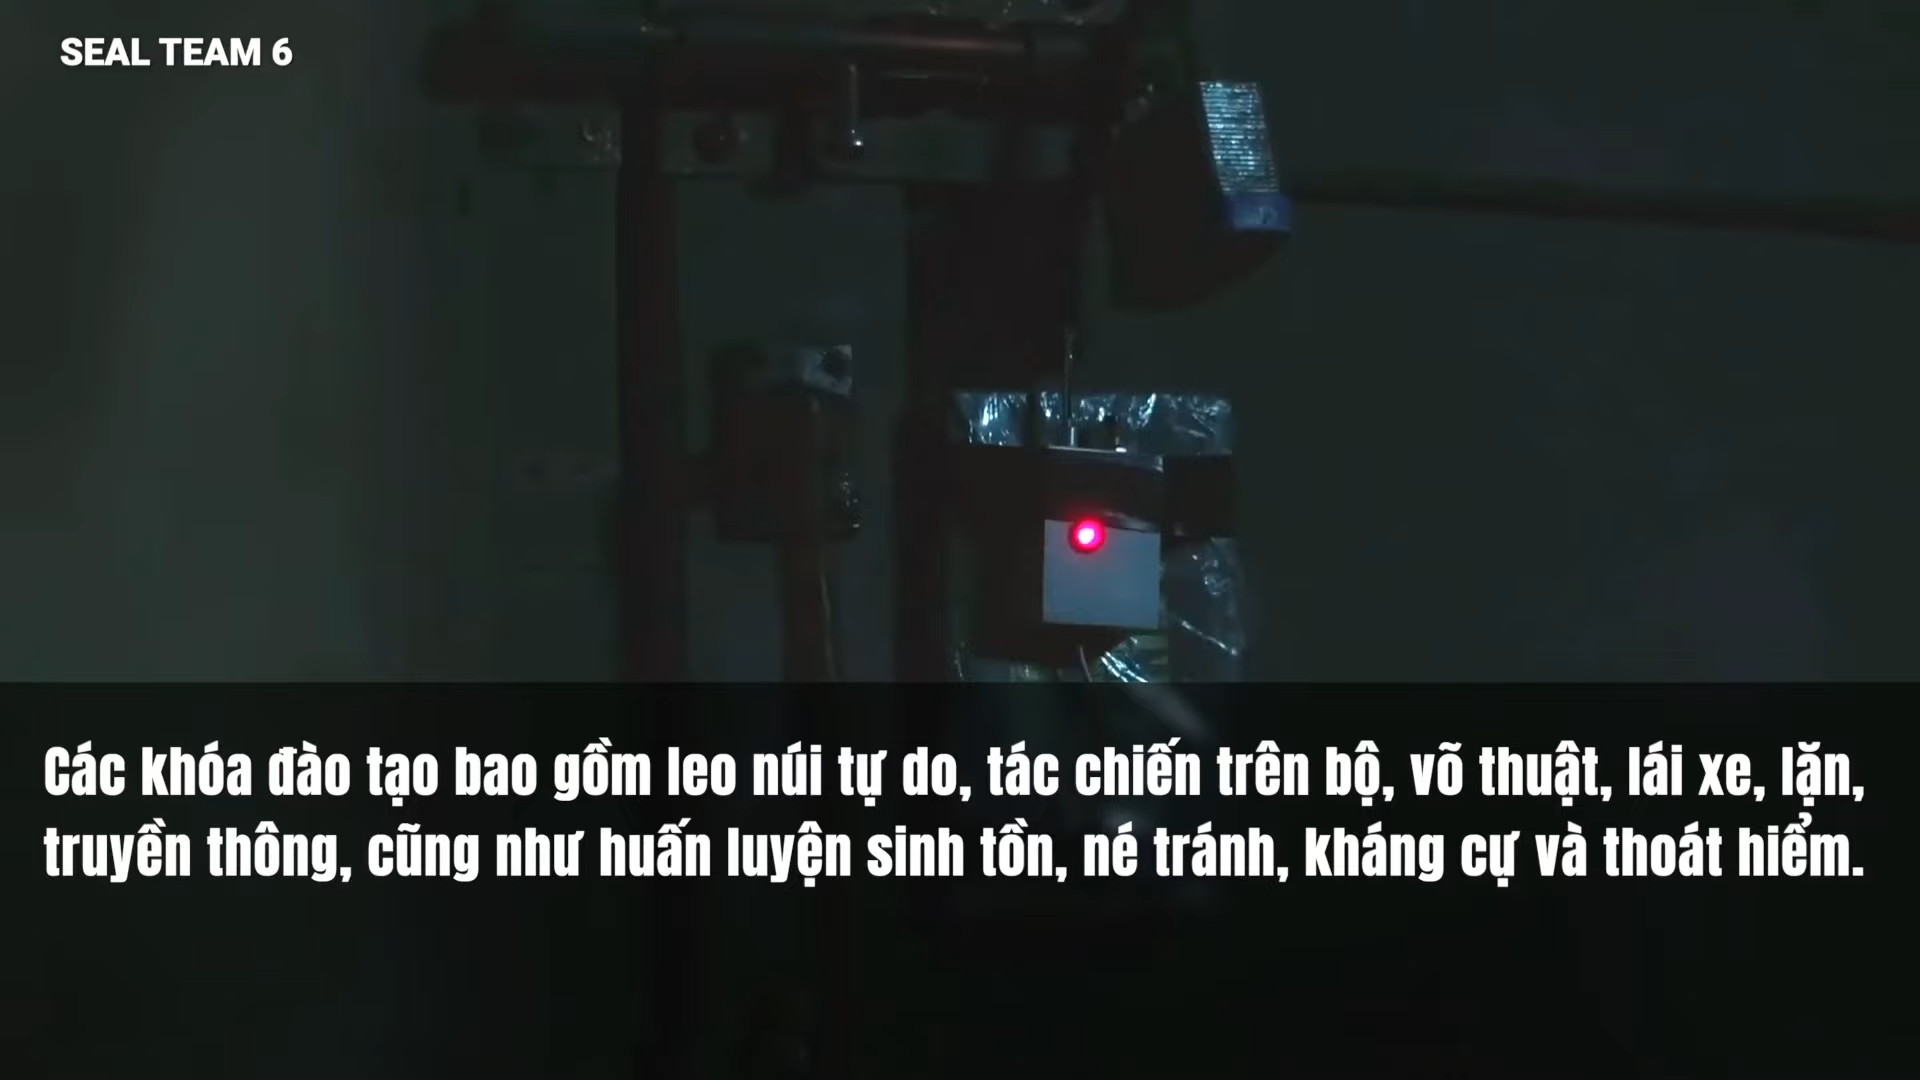 SEAL TEAM 6
Các khóa đào tạo bao gồm leo núi tự do, tác chiến trên bộ, võ thuật, lái xe, lặn,
truyền thông, cũng như huấn luyện sinh tồn, né tránh, kháng cự và thoát hiểm.